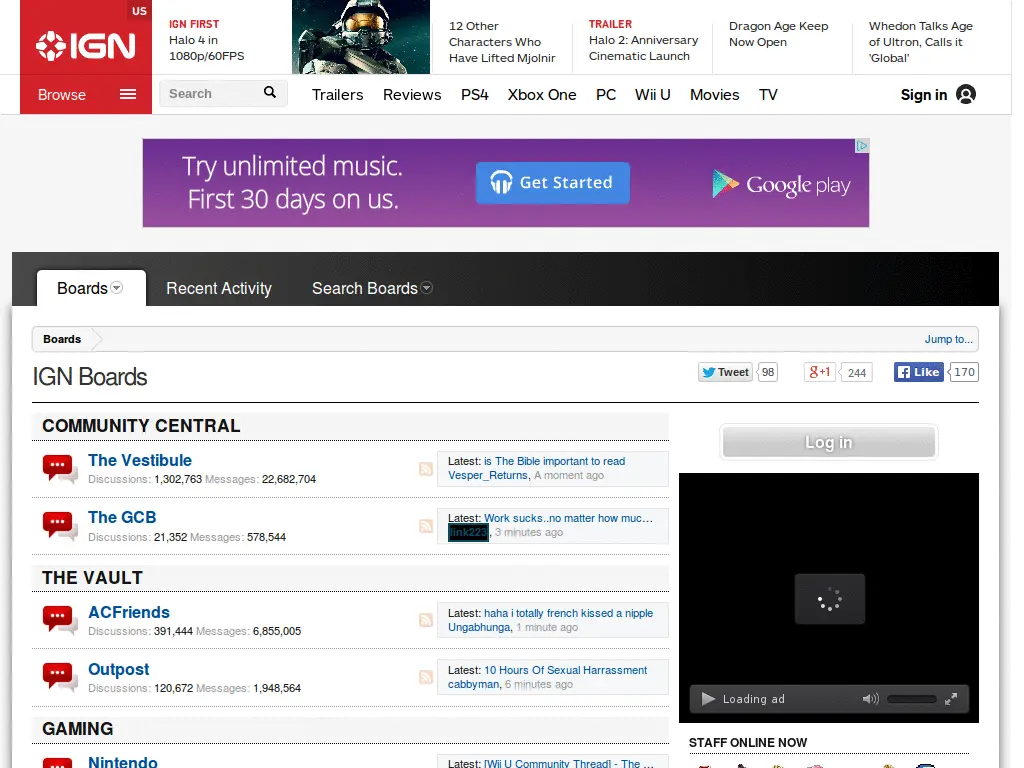 US
IGN
IGN FIRST
Halo 4 in
1080p/60FPS
12 Other
Characters Who
Have Lifted Mjolnir
TRAILER
Halo 2: Anniversary
Cinematic Launch
Dragon Age Keep
Now Open
Whedon Talks Age
of Ultron, Calls it
'Global'
Browse
Search
Trailers Reviews PS4 Xbox One PC Wii U Movies TV
Sign in
Try unlimited music.
First 30 days on us.
Get Started
Google play
Boards Recent Activity Search Boards
Boards
Jump to...
IGN Boards
Tweet 98
g+1 244
Like 170
COMMUNITY CENTRAL
The Vestibule
Discussions: 1,302,763 Messages: 22,682,704
Latest: is The Bible important to read
Vesper_Returns, A moment ago
The GCB
Discussions: 21,352 Messages: 578,544
Latest: Work sucks..no matter how muc...
link223, 3 minutes ago
THE VAULT
ACFriends
Discussions: 391,444 Messages: 6,855,005
Latest: haha i totally french kissed a nipple
Ungabhunga, 1 minute ago
Outpost
Discussions: 120,672 Messages: 1,948,564
Latest: 10 Hours Of Sexual Harrassment
cabbyman, 6 minutes ago
GAMING
Nintendo
Latest: [Wii U Community Thread] - The ...
Log in
Loading ad
STAFF ONLINE NOW